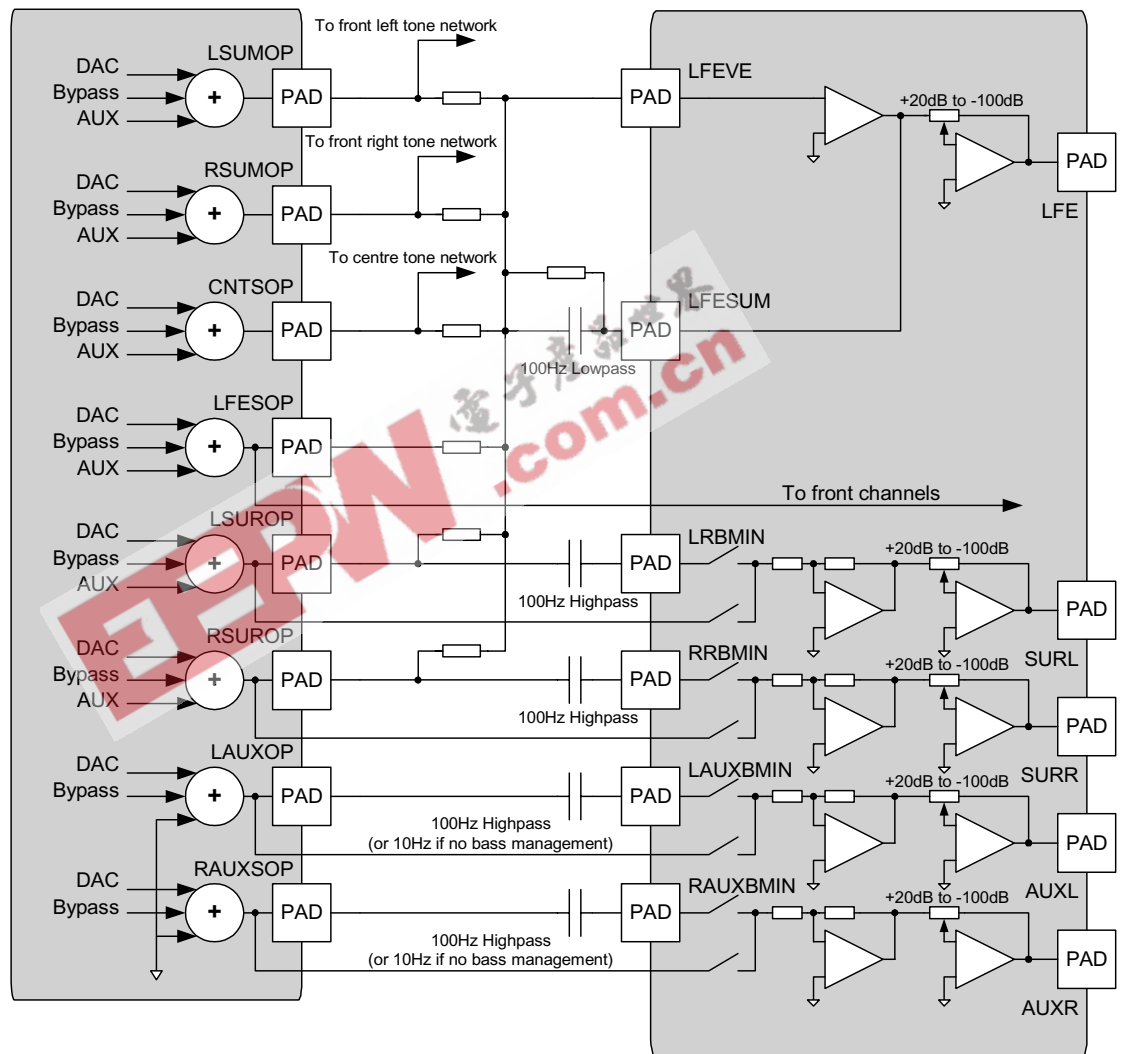 To front left tone network
LSUMOP
DAC
Bypass
AUX
+
PAD
PAD
LFEVE
+20dB to -100dB
PAD
LFE
To front right tone network
RSUMOP
DAC
Bypass
AUX
+
PAD
To centre tone network
CNTSOP
DAC
Bypass
AUX
+
PAD
LFESUM
PAD
100Hz Lowpass
LFESOP
DAC
Bypass
AUX
+
PAD
To front channels
LSUROP
DAC
Bypass
AUX
+
PAD
100Hz Highpass
PAD
LRBMIN
+20dB to -100dB
PAD
SURL
RSUROP
DAC
Bypass
AUX
+
PAD
100Hz Highpass
PAD
RRBMIN
+20dB to -100dB
PAD
SURR
LAUXOP
DAC
Bypass
+
PAD
100Hz Highpass
(or 10Hz if no bass management)
PAD
LAUXBMIN
+20dB to -100dB
PAD
AUXL
RAUXSOP
DAC
Bypass
+
PAD
100Hz Highpass
(or 10Hz if no bass management)
PAD
RAUXBMIN
+20dB to -100dB
PAD
AUXR
EEPW
.com.cn
電子產品世界